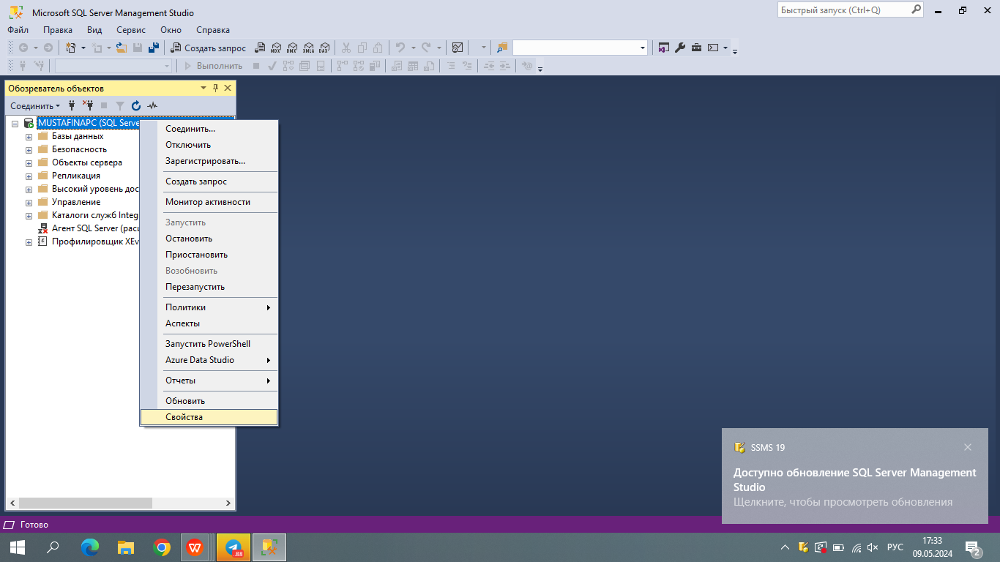 Microsoft SQL Server Management Studio
Быстрый запуск (Ctrl+Q)
Файл Правка Вид Сервис Окно Справка
Создать запрос MDX DMX XMLA DAX
Выполнить
Обозреватель объектов
Соединить
MUSTAFINAPC (SQL Serve
Базы данных
Безопасность
Объекты сервера
Репликация
Высокий уровень дос
Управление
Каталоги служб Integ
Агент SQL Server (рас
Профилировщик XEv
Соединить...
Отключить
Зарегистрировать...
Создать запрос
Монитор активности
Запустить
Остановить
Приостановить
Возобновить
Перезапустить
Политики
Аспекты
Запустить PowerShell
Azure Data Studio
Отчеты
Обновить
Свойства
SSMS 19
Доступно обновление SQL Server Management
Studio
Щелкните, чтобы просмотреть обновления
Готово
.88
РУС
17:33
09.05.2024
2